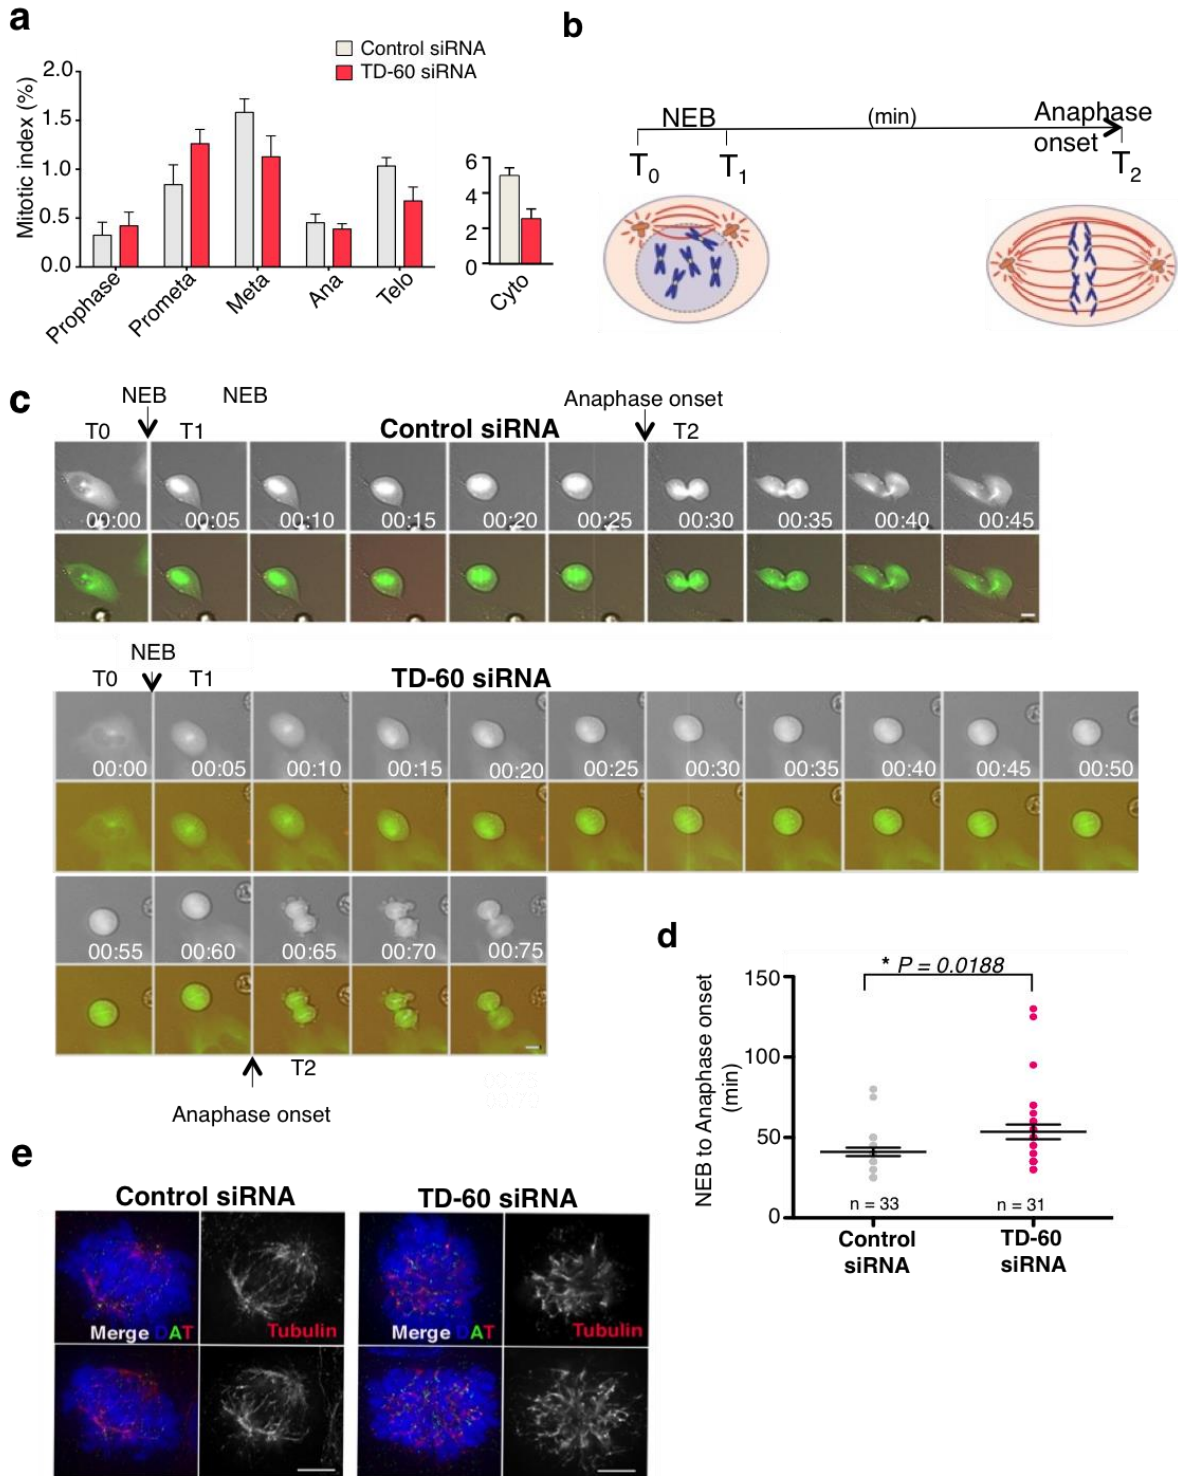 a
Control siRNA
TD-60 siRNA
Mitotic index (%)
2.0
1.5
1.0
0.5
0.0
6
4
2
0
Prophase
Prometa
Meta
Ana
Telo
Cyto
b
NEB
(min)
Anaphase
onset
T0
T1
T2
c
NEB
NEB
Anaphase onset
T0
T1
Control siRNA
T2
00:00 00:05 00:10 00:15 00:20 00:25 00:30 00:35 00:40 00:45
NEB
T0
T1
TD-60 siRNA
00:00 00:05 00:10 00:15 00:20 00:25 00:30 00:35 00:40 00:45 00:50
00:55 00:60 00:65 00:70 00:75
T2
Anaphase onset
00:75
00:70
d
* P = 0.0188
NEB to Anaphase onset
(min)
150
100
50
0
n = 33
n = 31
Control
siRNA
TD-60
siRNA
e
Control siRNA
TD-60 siRNA
Merge DAT
Tubulin
Merge DAT
Tubulin